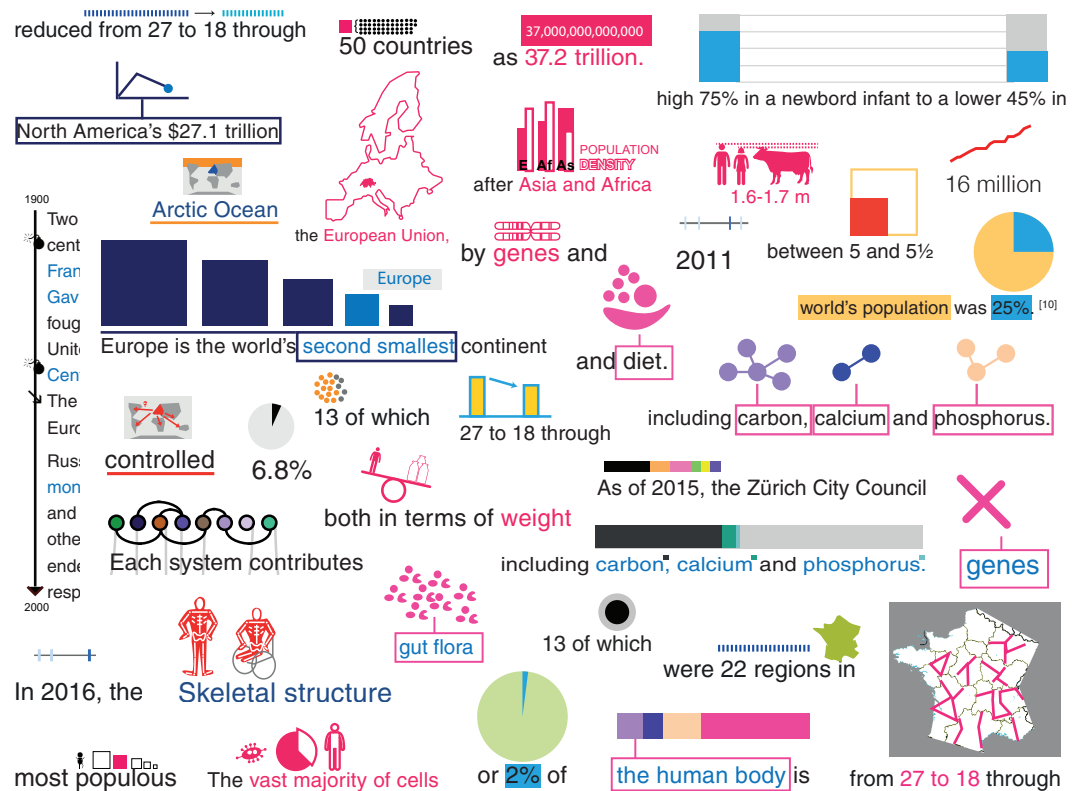 reduced from 27 to 18 through
50 countries
37,000,000,000,000
as 37.2 trillion.
high 75% in a newbord infant to a lower 45% in
North America's $27.1 trillion
E Af As
POPULATION
DENSITY
after Asia and Africa
1.6-1.7 m
16 million
Arctic Ocean
the European Union,
by genes and
2011
between 5 and 5½
1900
Two
cent
Fran
Gav
foug
Unit
Cent
The
Euro
Rus
mon
and
othe
ende
resp
2000
Europe
Europe is the world's second smallest continent
world's population was 25%. [10]
and diet.
13 of which
27 to 18 through
including carbon, calcium and phosphorus.
controlled
6.8%
both in terms of weight
As of 2015, the Zürich City Council
Each system contributes
including carbon, calcium and phosphorus.
genes
gut flora
13 of which
were 22 regions in
In 2016, the
Skeletal structure
most populous
The vast majority of cells
or 2% of
the human body is
from 27 to 18 through